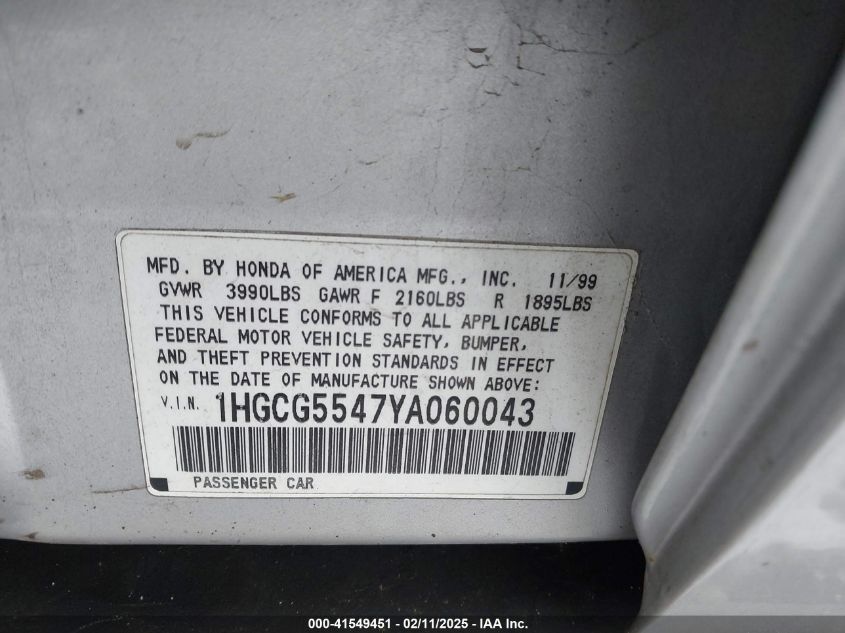 MFD. BY HONDA OF AMERICA MFG., INC. 11/99
GVWR 3990LBS GAWR F 2160LBS R 1895LBS
THIS VEHICLE CONFORMS TO ALL APPLICABLE
FEDERAL MOTOR VEHICLE SAFETY, BUMPER,
AND THEFT PREVENTION STANDARDS IN EFFECT
ON THE DATE OF MANUFACTURE SHOWN ABOVE:
V.I.N. 1HGCG5547YA060043
PASSENGER CAR
000-41549451 - 02/11/2025 - IAA Inc.